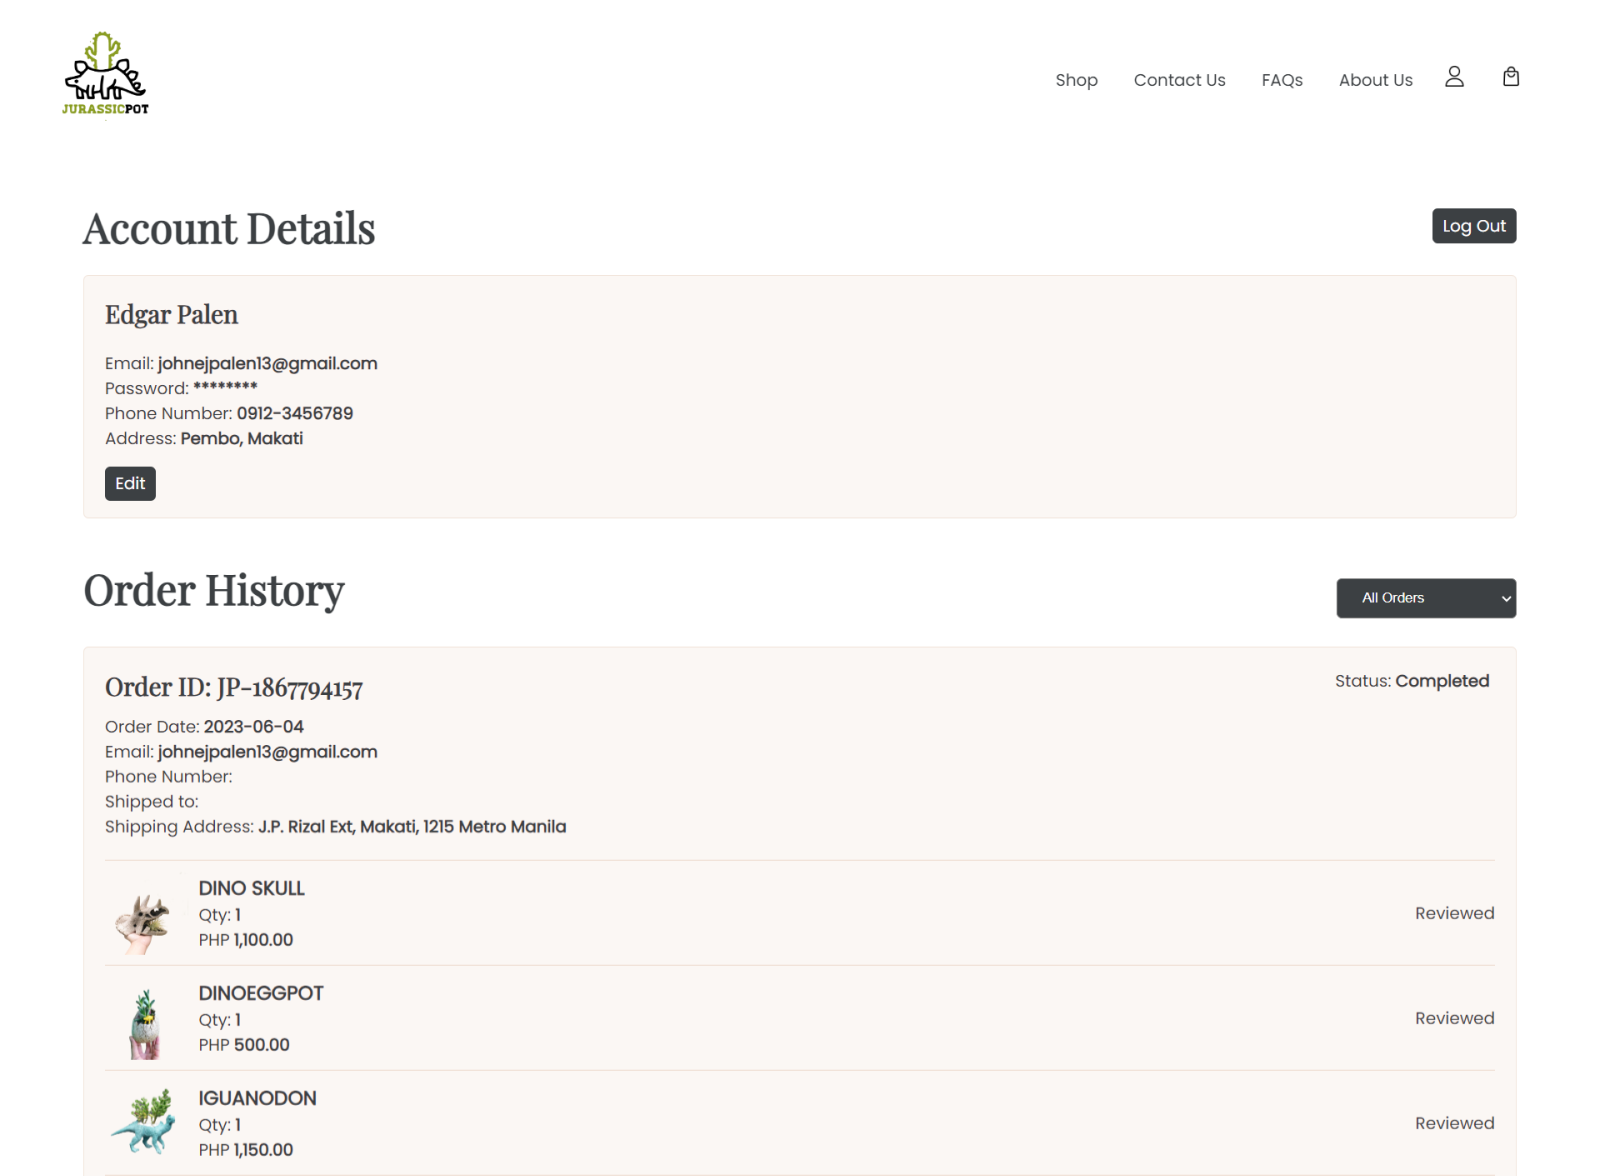 JURASSICPOT
Shop
Contact Us
FAQs
About Us
Account Details
Log Out
Edgar Palen
Email: johnejpalen13@gmail.com
Password: ********
Phone Number: 0912-3456789
Address: Pembo, Makati
Edit
Order History
All Orders
Order ID: JP-1867794157
Status: Completed
Order Date: 2023-06-04
Email: johnejpalen13@gmail.com
Phone Number:
Shipped to:
Shipping Address: J.P. Rizal Ext, Makati, 1215 Metro Manila
DINO SKULL
Qty: 1
PHP 1,100.00
Reviewed
DINOEGGPOT
Qty: 1
PHP 500.00
Reviewed
IGUANODON
Qty: 1
PHP 1,150.00
Reviewed